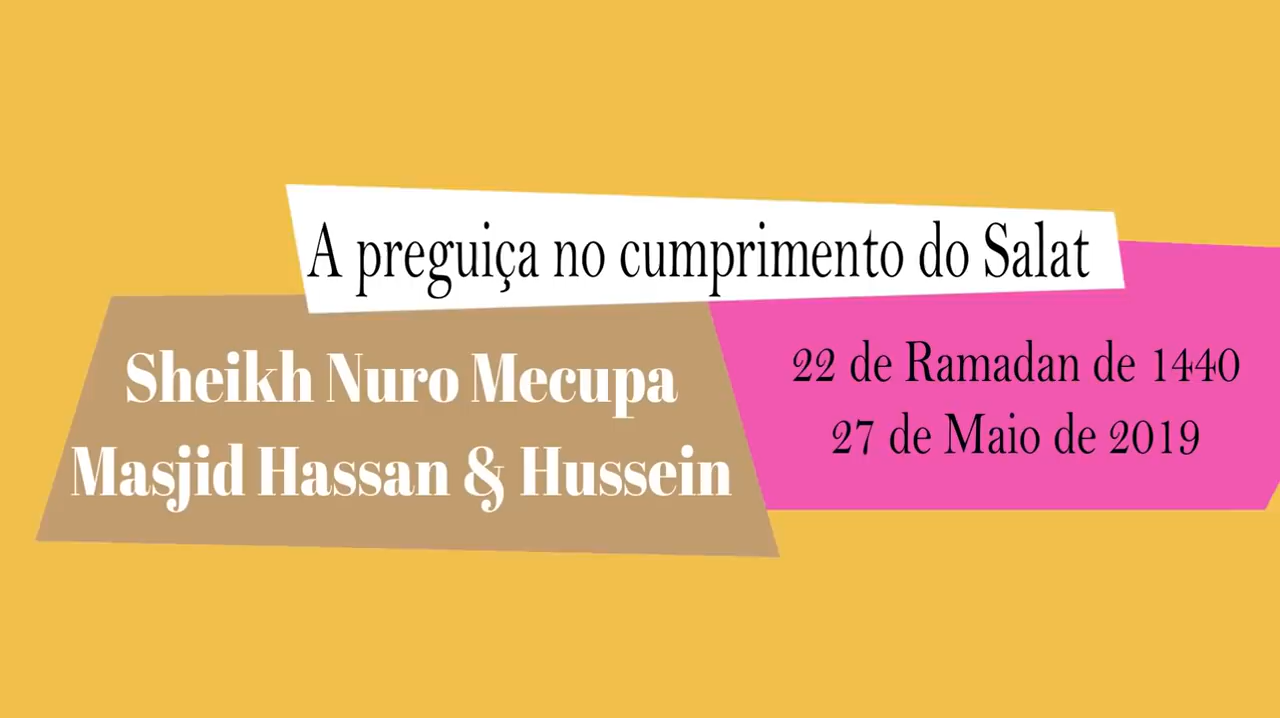 A preguiça no cumprimento do Salat
Sheikh Nuro Mecupa
Masjid Hassan & Hussein
22 de Ramadan de 1440
27 de Maio de 2019